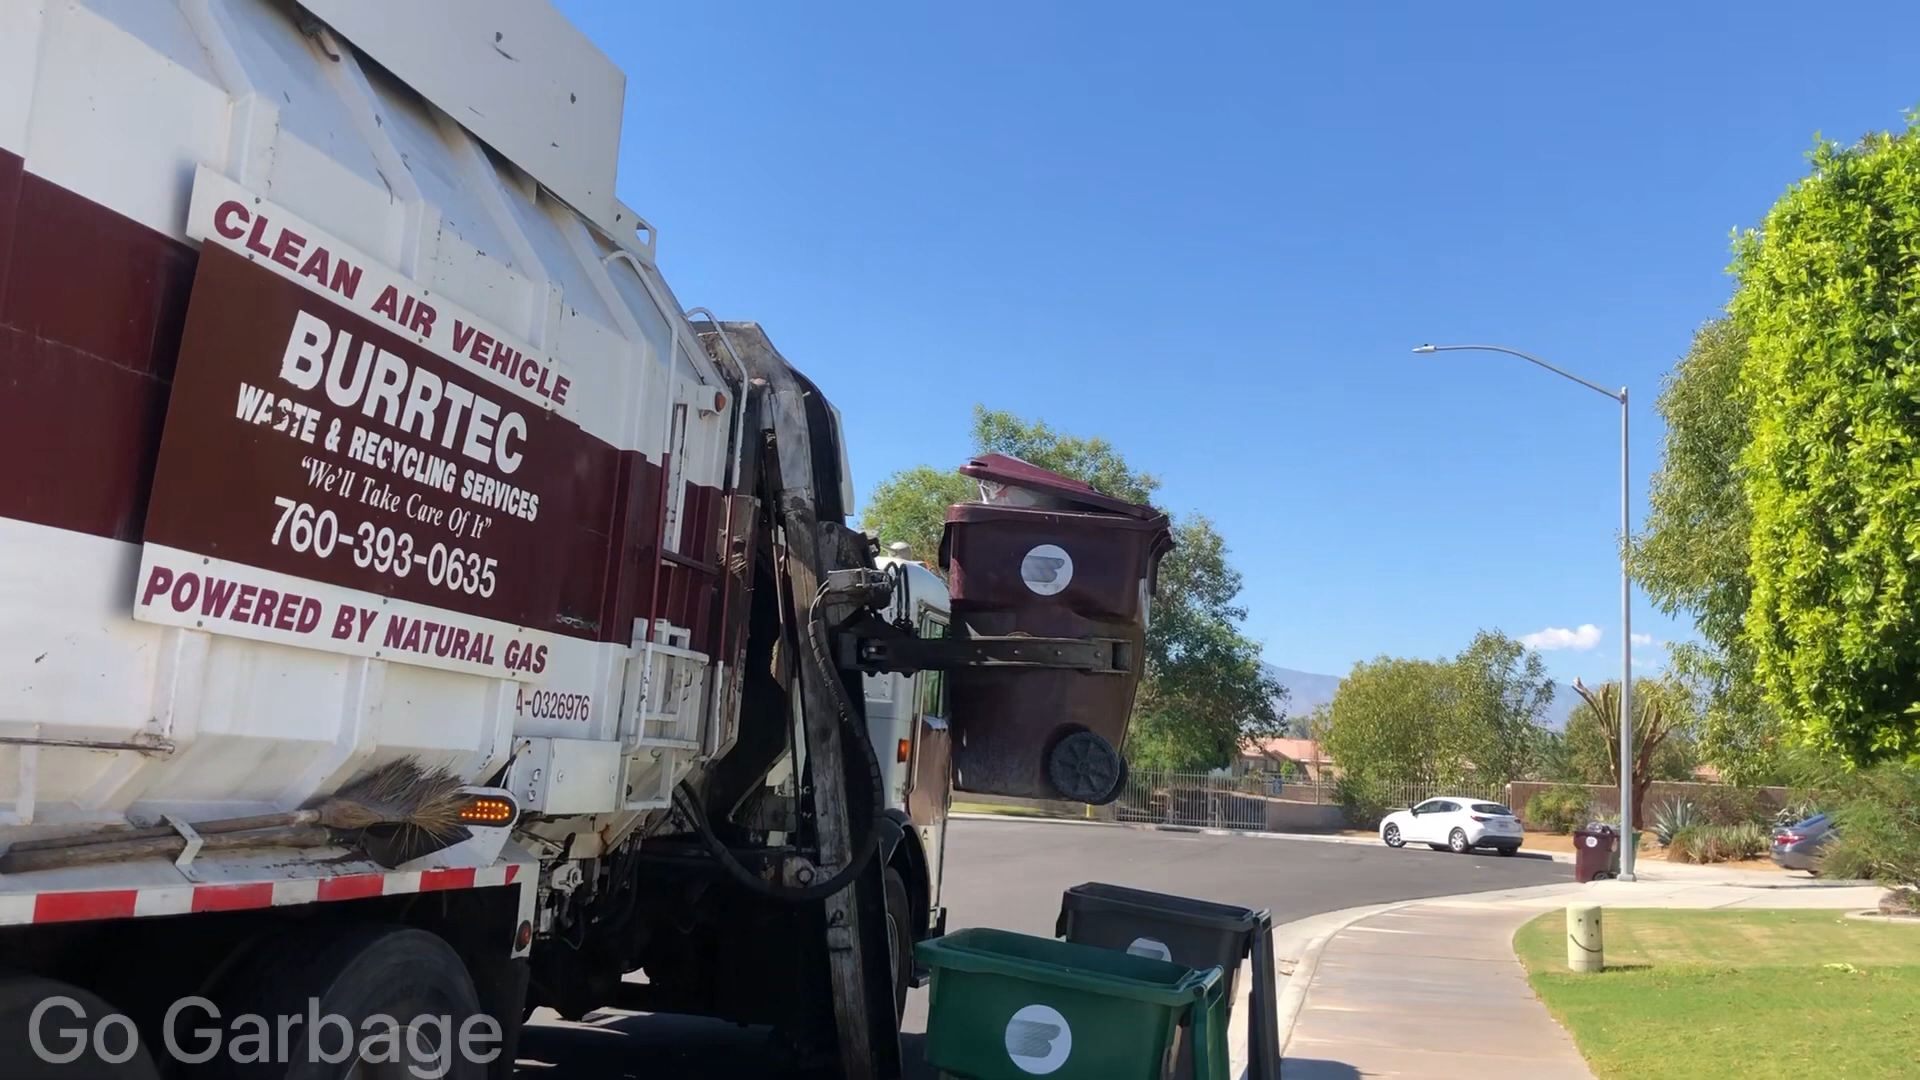 CLEAN AIR VEHICLE
BURRTEC
WASTE & RECYCLING SERVICES
“We'll Take Care Of It”
760-393-0635
POWERED BY NATURAL GAS
A-0326976
Go Garbage